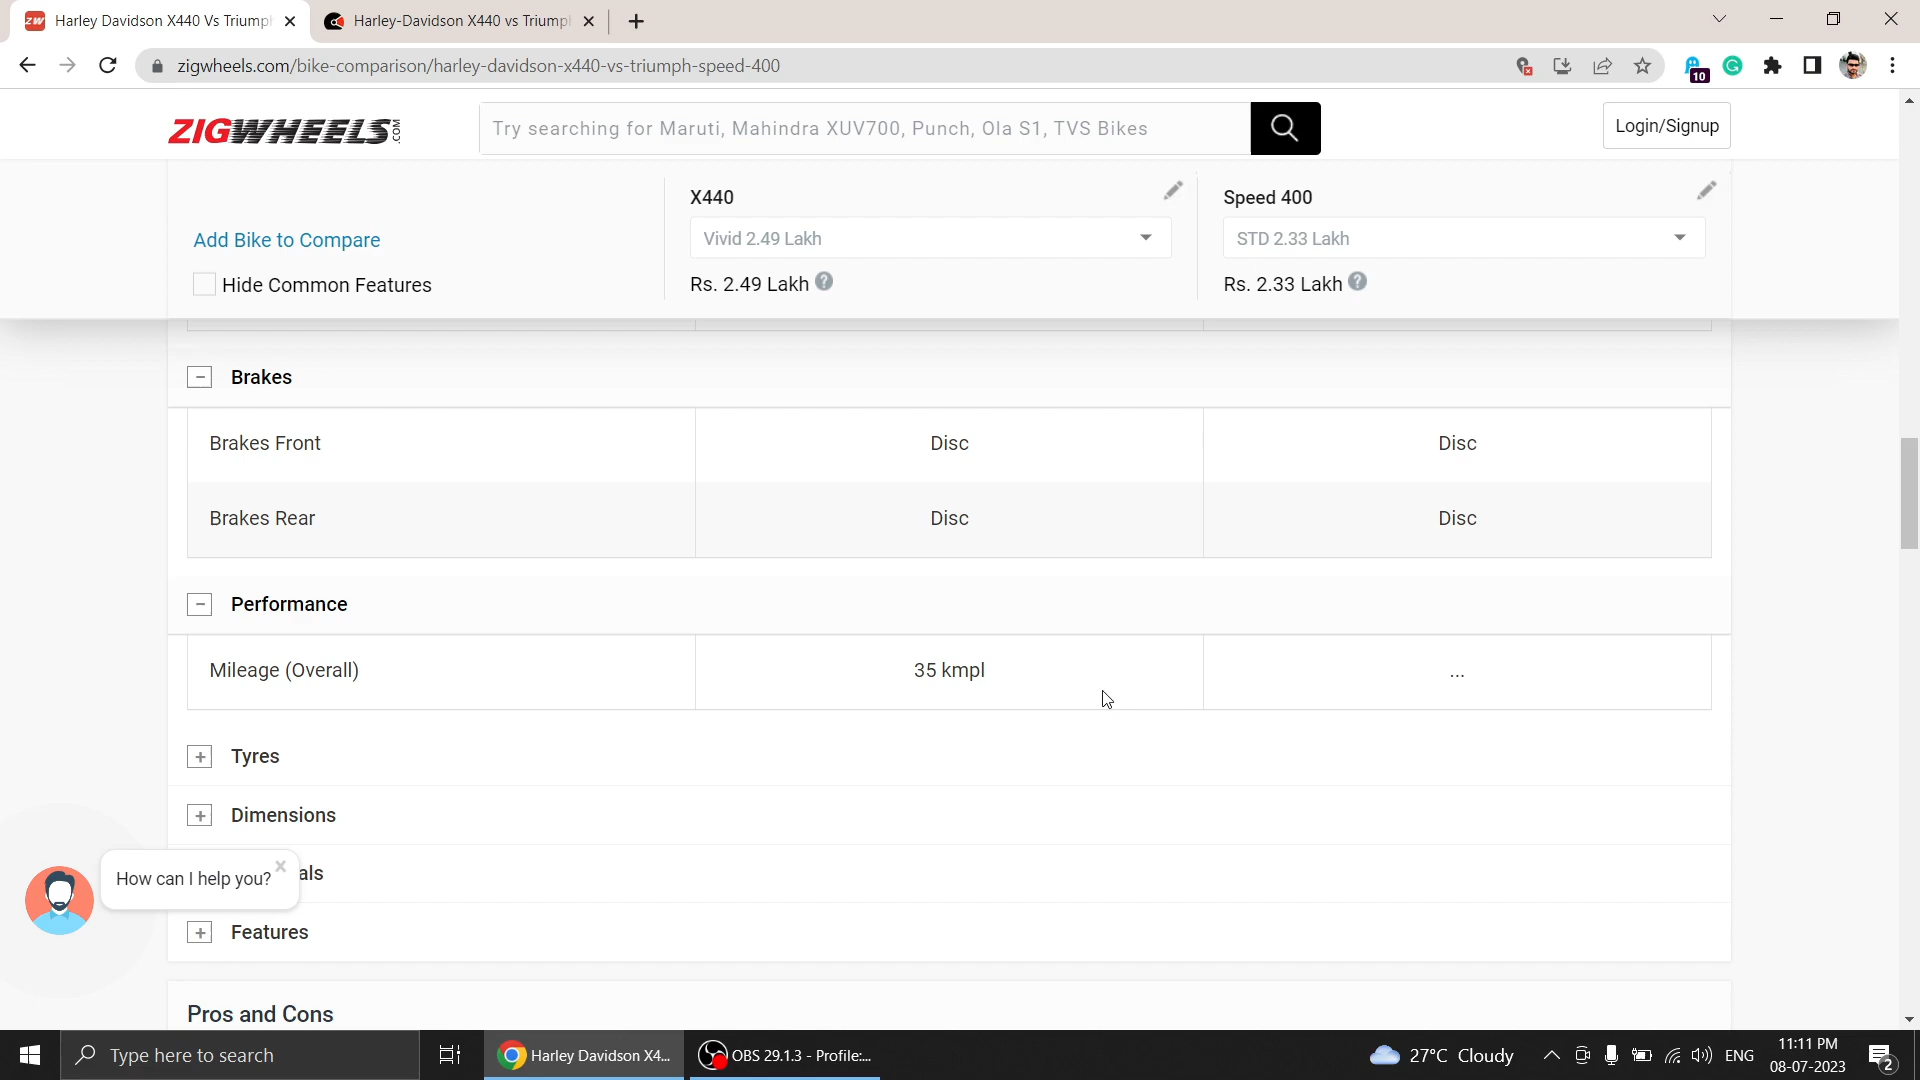 Harley Davidson X440 Vs Triump
Harley-Davidson X440 vs Triump
zigwheels.com/bike-comparison/harley-davidson-x440-vs-triumph-speed-400
10
ZIGWHEELS.COM
Try searching for Maruti, Mahindra XUV700, Punch, Ola S1, TVS Bikes
Login/Signup
X440
Speed 400
Add Bike to Compare
Vivid 2.49 Lakh
STD 2.33 Lakh
Hide Common Features
Rs. 2.49 Lakh ?
Rs. 2.33 Lakh ?
Brakes
Brakes Front
Disc
Disc
Brakes Rear
Disc
Disc
Performance
Mileage (Overall)
35 kmpl
...
Tyres
Dimensions
als
How can I help you?
Features
Pros and Cons
Type here to search
Harley Davidson X4...
OBS 29.1.3 - Profile:...
27°C Cloudy
ENG
11:11 PM
08-07-2023
2